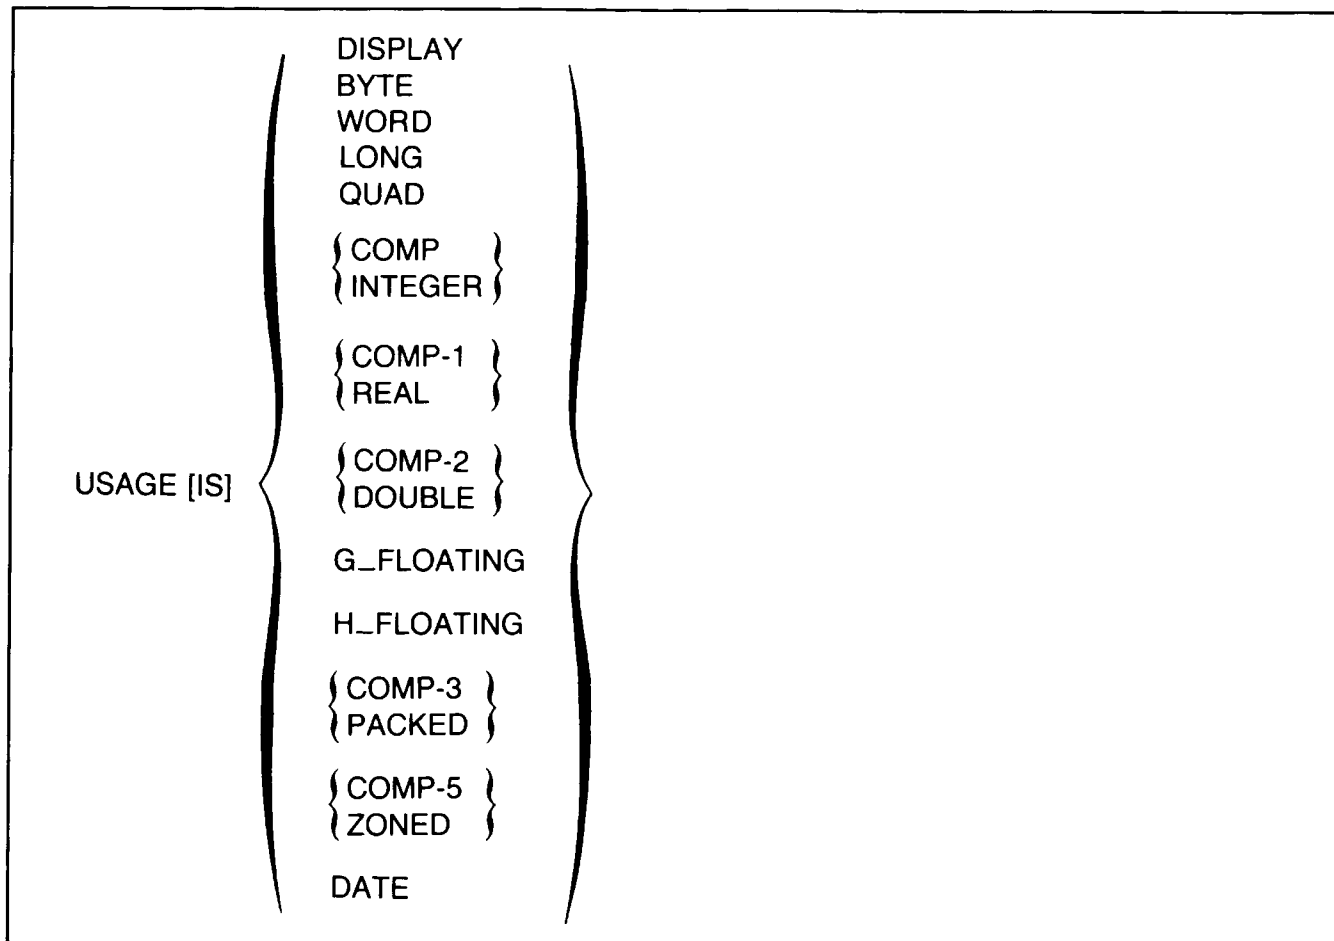 DISPLAY
BYTE
WORD
LONG
QUAD
COMP
INTEGER
COMP-1
REAL
USAGE [IS]
COMP-2
DOUBLE
G_FLOATING
H_FLOATING
COMP-3
PACKED
COMP-5
ZONED
DATE